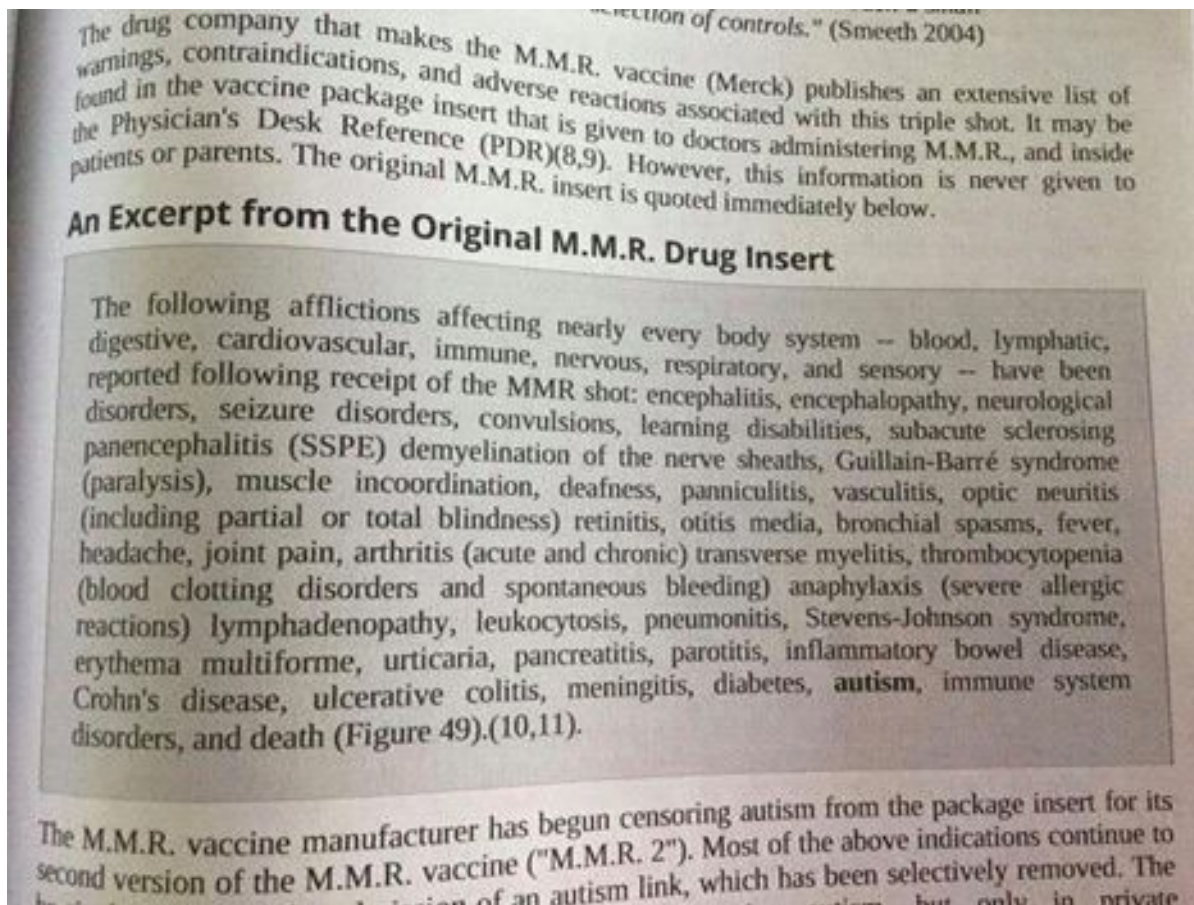 of controls." (Smeeth 2004)
The drug company that makes the M.M.R. vaccine (Merck) publishes an extensive list of
warnings, contraindications, and adverse reactions associated with this triple shot. It may be
found in the vaccine package insert that is given to doctors administering M.M.R., and inside
the Physician's Desk Reference (PDR)(8,9). However, this information is never given to
patients or parents. The original M.M.R. insert is quoted immediately below.
An Excerpt from the Original M.M.R. Drug Insert
The following afflictions affecting nearly every body system -- blood, lymphatic,
digestive, cardiovascular, immune, nervous, respiratory, and sensory -- have been
reported following receipt of the MMR shot: encephalitis, encephalopathy, neurological
disorders, seizure disorders, convulsions, learning disabilities, subacute sclerosing
panencephalitis (SSPE) demyelination of the nerve sheaths, Guillain-Barré syndrome
(paralysis), muscle incoordination, deafness, panniculitis, vasculitis, optic neuritis
(including partial or total blindness) retinitis, otitis media, bronchial spasms, fever,
headache, joint pain, arthritis (acute and chronic) transverse myelitis, thrombocytopenia
(blood clotting disorders and spontaneous bleeding) anaphylaxis (severe allergic
reactions) lymphadenopathy, leukocytosis, pneumonitis, Stevens-Johnson syndrome,
erythema multiforme, urticaria, pancreatitis, parotitis, inflammatory bowel disease,
Crohn's disease, ulcerative colitis, meningitis, diabetes, autism, immune system
disorders, and death (Figure 49).(10,11).
The M.M.R. vaccine manufacturer has begun censoring autism from the package insert for its
second version of the M.M.R. vaccine ("M.M.R. 2"). Most of the above indications continue to
of an autism link, which has been selectively removed. The
but only in private